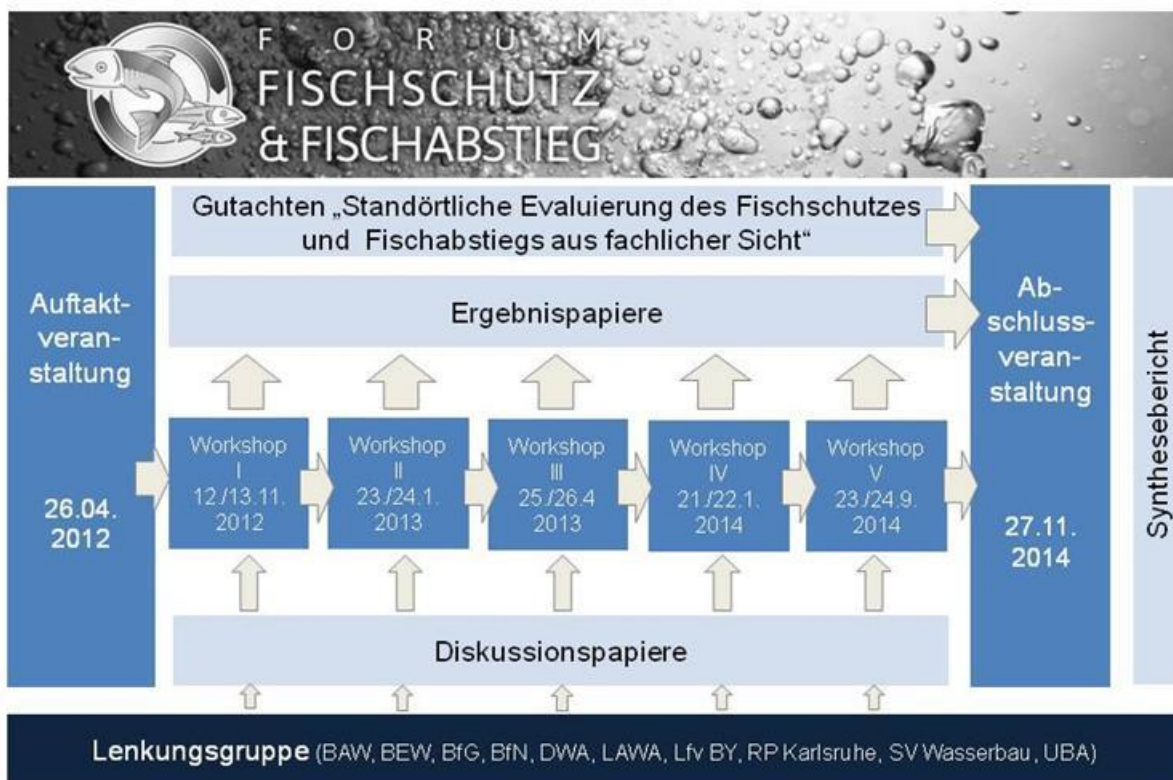 FORUM
FISCHSCHUTZ
& FISCHABSTIEG
Gutachten „Standörtliche Evaluierung des Fischschutzes
und Fischabstiegs aus fachlicher Sicht“
Ergebnispapiere
Auftakt-
veran-
staltung
26.04.
2012
Workshop
I
12./13.11.
2012
Workshop
II
23./24.1.
2013
Workshop
III
25./26.4
2013
Workshop
IV
21./22.1.
2014
Workshop
V
23./24.9.
2014
Ab-
schluss-
veran-
staltung
27.11.
2014
Synthesebericht
Diskussionspapiere
Lenkungsgruppe (BAW, BEW, BfG, BfN, DWA, LAWA, Lfv BY, RP Karlsruhe, SV Wasserbau, UBA)